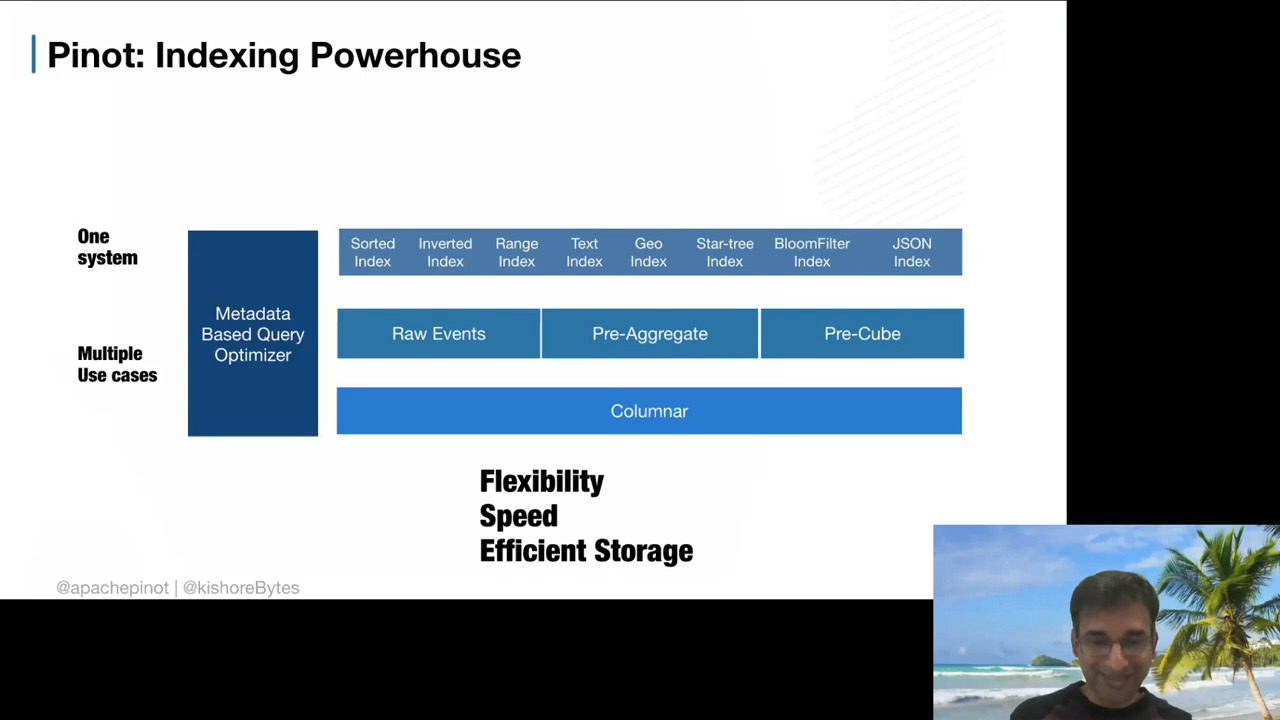 Pinot: Indexing Powerhouse
One
system
Multiple
Use cases
Metadata
Based Query
Optimizer
Sorted
Index
Inverted
Index
Range
Index
Text
Index
Geo
Index
Star-tree
Index
BloomFilter
Index
JSON
Index
Raw Events
Pre-Aggregate
Pre-Cube
Columnar
Flexibility
Speed
Efficient Storage
@apachepinot | @kishoreBytes